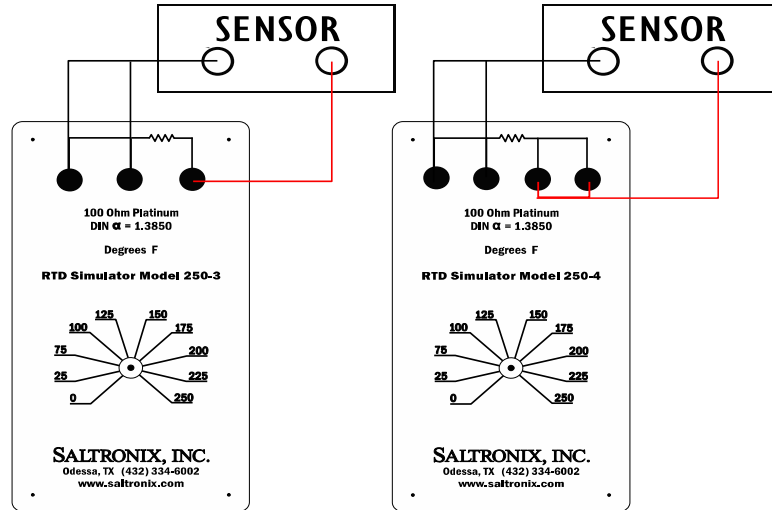 SENSOR
100 Ohm Platinum
DIN α = 1.3850
Degrees F
RTD Simulator Model 250-3
125 150
100 175
75 200
25 225
0 250
SALTRONIX, INC.
Odessa, TX (432) 334-6002
www.saltronix.com
SENSOR
100 Ohm Platinum
DIN α = 1.3850
Degrees F
RTD Simulator Model 250-4
125 150
100 175
75 200
25 225
0 250
SALTRONIX, INC.
Odessa, TX (432) 334-6002
www.saltronix.com